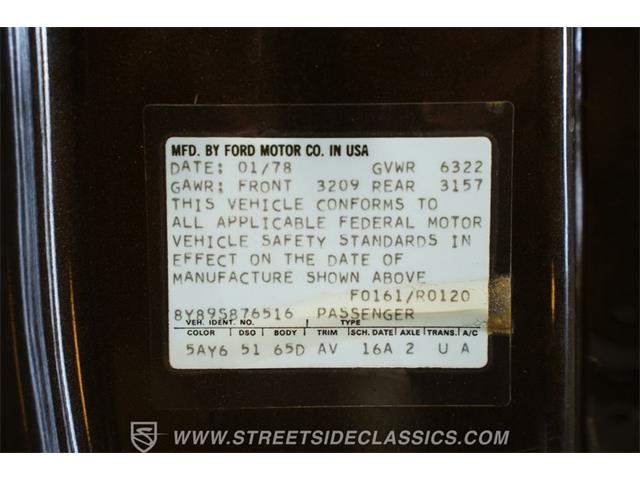 MFD. BY FORD MOTOR CO. IN USA
DATE: 01/78 GVWR 6322
GAWR: FRONT 3209 REAR 3157
THIS VEHICLE CONFORMS TO
ALL APPLICABLE FEDERAL MOTOR
VEHICLE SAFETY STANDARDS IN
EFFECT ON THE DATE OF
MANUFACTURE SHOWN ABOVE
F0161/R0120
8Y89S876516 PASSENGER
VEH. IDENT. NO. TYPE
COLOR DSO BODY TRIM SCH.DATE AXLE TRANS. A/C
5AY6 51 65D AV 16A 2 U A
WWW.STREETSIDECLASSICS.COM